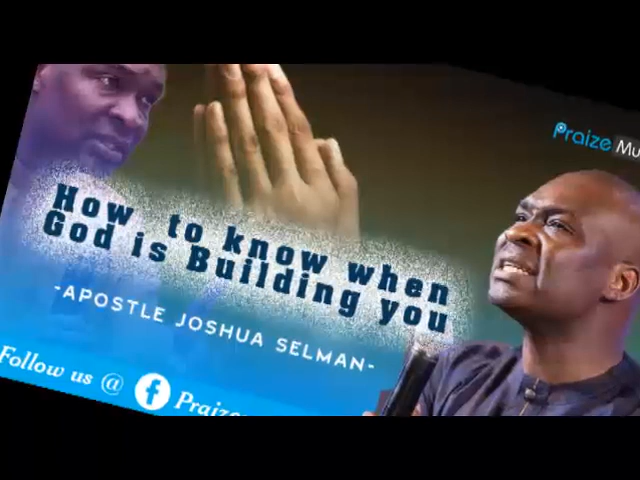 Praize Mu
How to know when
God is Building you
-APOSTLE JOSHUA SELMAN-
Follow us @ f Praize